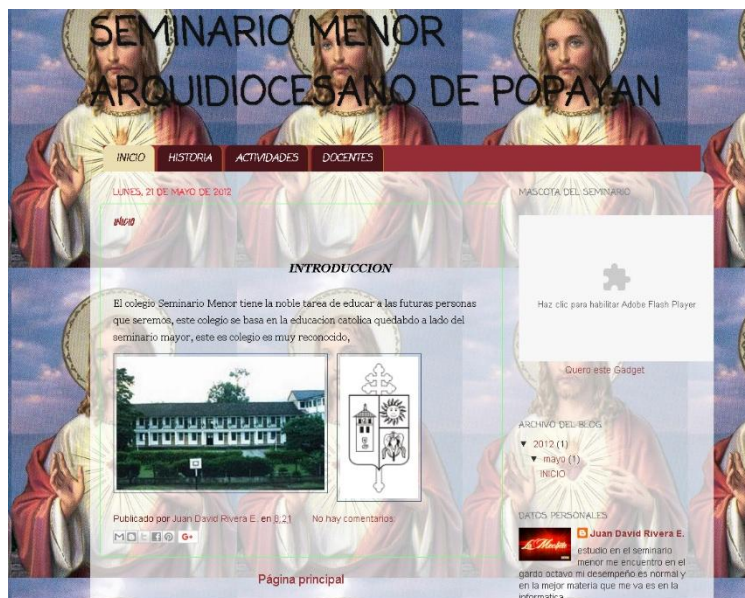 SEMINARIO MENOR
ARQUIDIOCESANO DE POPAYAN
INICIO HISTORIA ACTIVIDADES DOCENTES
LUNES, 21 DE MAYO DE 2012
INICIO
INTRODUCCION
El colegio Seminario Menor tiene la noble tarea de educar a las futuras personas
que seremos, este colegio se basa en la educacion catolica quedabdo a lado del
seminario mayor, este es colegio es muy reconocido,
Publicado por Juan David Rivera E. en 8:21 No hay comentarios:
Página principal
MASCOTA DEL SEMINARIO
Haz clic para habilitar Adobe Flash Player
Quero este Gadget
ARCHIVO DEL BLOG
▼ 2012 (1)
▼ mayo (1)
INICIO
DATOS PERSONALES
Juan David Rivera E.
estudio en el seminario
menor me encuentro en el
gardo octavo mi desempeño es normal y
en la mejor materia que me va es en la
informatica